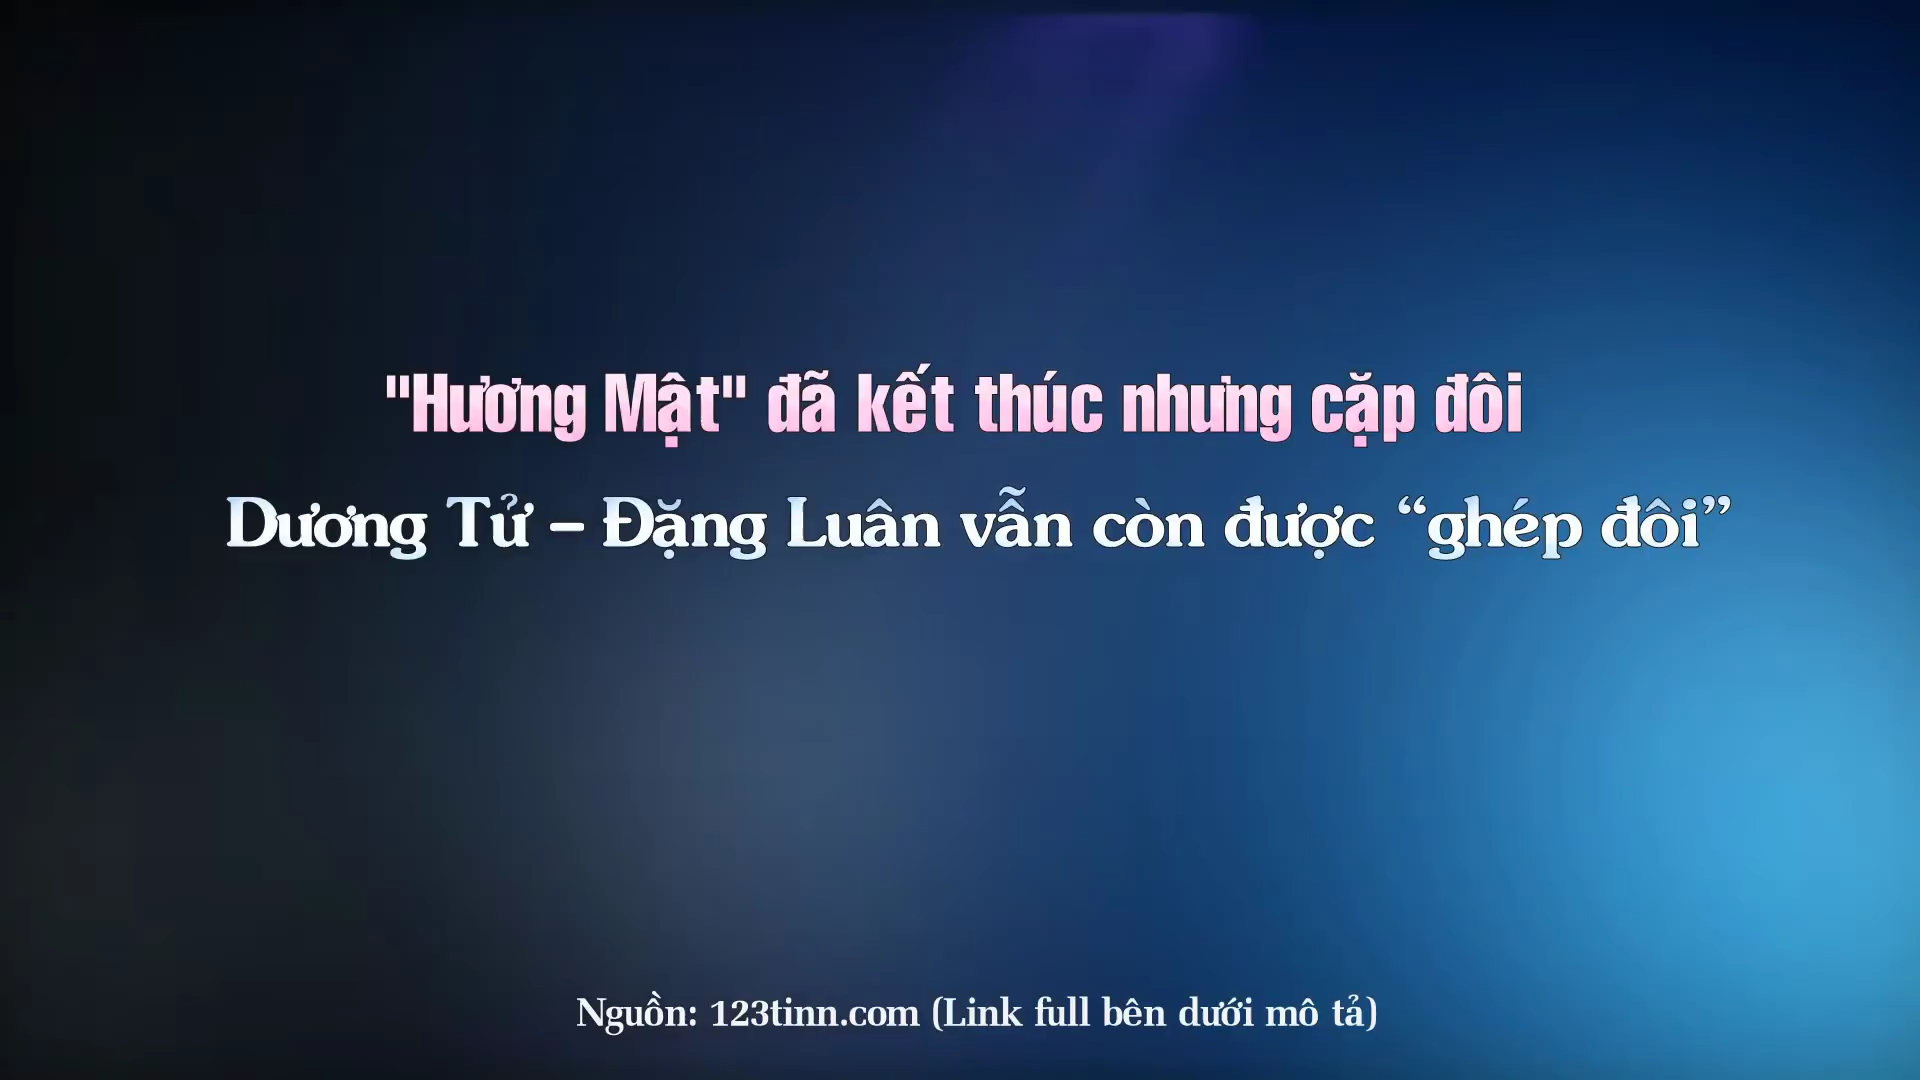 "Hương Mật" đã kết thúc nhưng cặp đôi
Dương Tử – Đặng Luân vẫn còn được “ghép đôi”
Nguồn: 123tinn.com (Link full bên dưới mô tả)